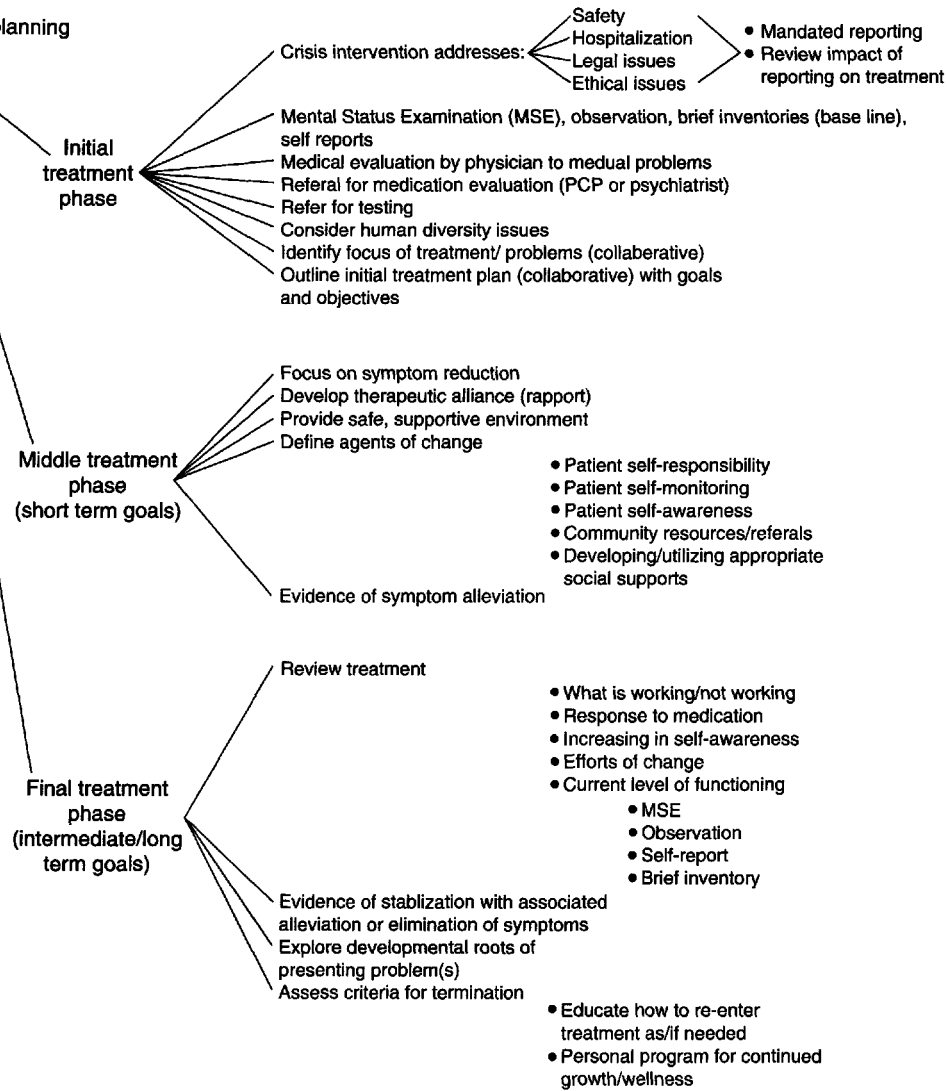 lanning
Safety
Hospitalization
Crisis intervention addresses:
Legal issues
Ethical issues
• Mandated reporting
• Review impact of
reporting on treatment
Initial
treatment
phase
Mental Status Examination (MSE), observation, brief inventories (base line),
self reports
Medical evaluation by physician to medual problems
Referal for medication evaluation (PCP or psychiatrist)
Refer for testing
Consider human diversity issues
Identify focus of treatment/ problems (collaberative)
Outline initial treatment plan (collaborative) with goals
and objectives
Middle treatment
phase
(short term goals)
Focus on symptom reduction
Develop therapeutic alliance (rapport)
Provide safe, supportive environment
Define agents of change
• Patient self-responsibility
• Patient self-monitoring
• Patient self-awareness
• Community resources/referals
• Developing/utilizing appropriate
social supports
Evidence of symptom alleviation
Final treatment
phase
(intermediate/long
term goals)
Review treatment
• What is working/not working
• Response to medication
• Increasing in self-awareness
• Efforts of change
• Current level of functioning
• MSE
• Observation
• Self-report
• Brief inventory
Evidence of stablization with associated
alleviation or elimination of symptoms
Explore developmental roots of
presenting problem(s)
Assess criteria for termination
• Educate how to re-enter
treatment as/if needed
• Personal program for continued
growth/wellness